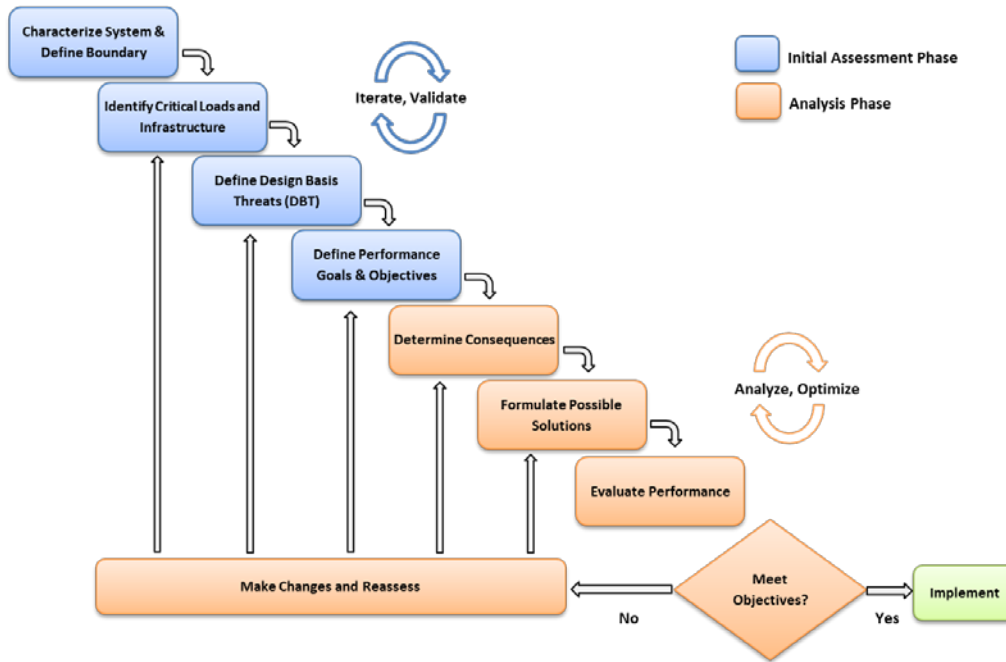 Characterize System &
Define Boundary
Initial Assessment Phase
Iterate, Validate
Analysis Phase
Identify Critical Loads and
Infrastructure
Define Design Basis
Threats (DBT)
Define Performance
Goals & Objectives
Determine Consequences
Analyze, Optimize
Formulate Possible
Solutions
Evaluate Performance
Make Changes and Reassess
Meet
Objectives?
Implement
No
Yes